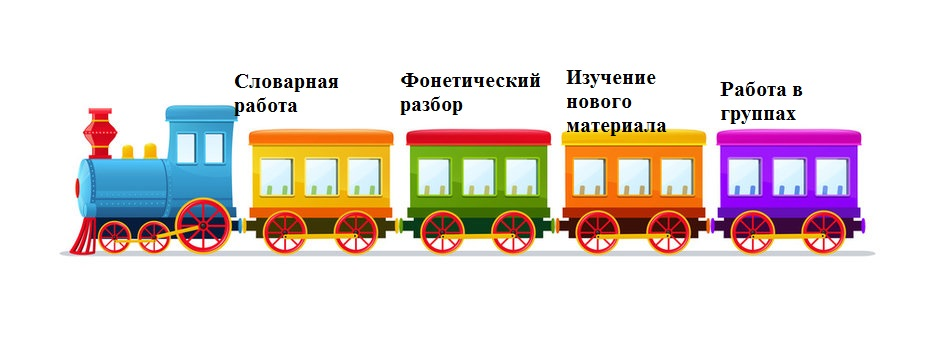 Словарная
работа
Фонетический
разбор
Изучение
нового
материала
Работа в
группах